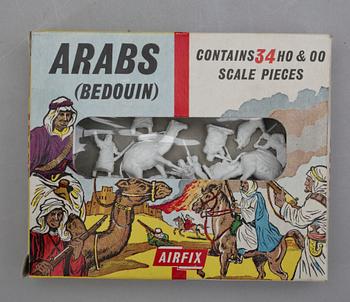 ARABS
(BEDOUIN)
CONTAINS 34 HO & OO
SCALE PIECES
AIRFIX